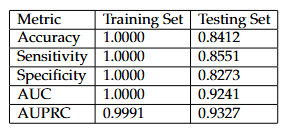 Metric Training Set Testing Set
Accuracy 1.0000 0.8412
Sensitivity 1.0000 0.8551
Specificity 1.0000 0.8273
AUC 1.0000 0.9241
AUPRC 0.9991 0.9327